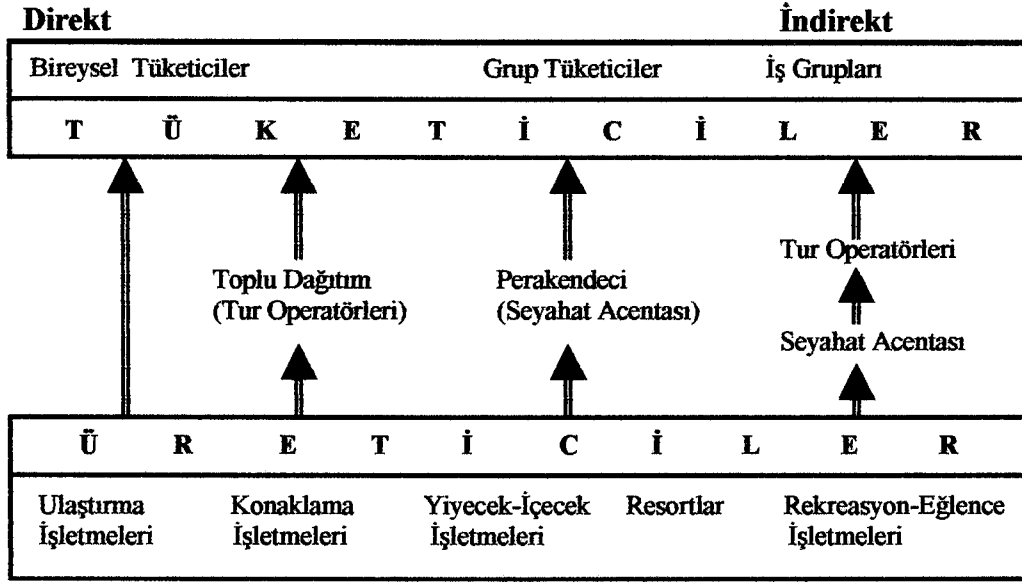 Direkt İndirekt
Bireysel Tüketiciler Grup Tüketiciler İş Grupları
T Ü K E T İ C İ L E R
Toplu Dağıtım
(Tur Operatörleri)
Perakendeci
(Seyahat Acentası)
Tur Operatörleri
Seyahat Acentası
Ü R E T İ C İ L E R
Ulaştırma
İşletmeleri
Konaklama
İşletmeleri
Yiyecek-İçecek
İşletmeleri
Resortlar
Rekreasyon-Eğlence
İşletmeleri